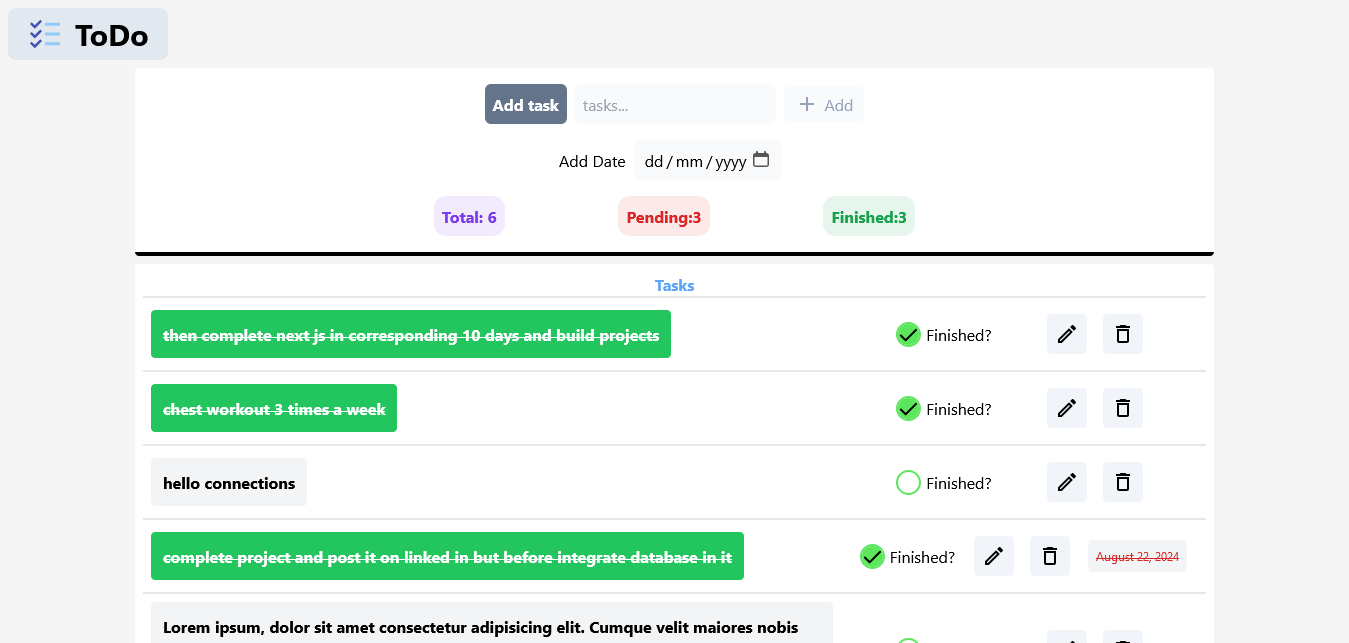 ToDo
Add task tasks... Add
Add Date dd/mm/yyyy
Total: 6 Pending:3 Finished:3
Tasks
then complete next js in corresponding 10 days and build projects Finished?
chest workout 3 times a week Finished?
hello connections Finished?
complete project and post it on linked in but before integrate database in it Finished? August 22, 2024
Lorem ipsum, dolor sit amet consectetur adipisicing elit. Cumque velit maiores nobis